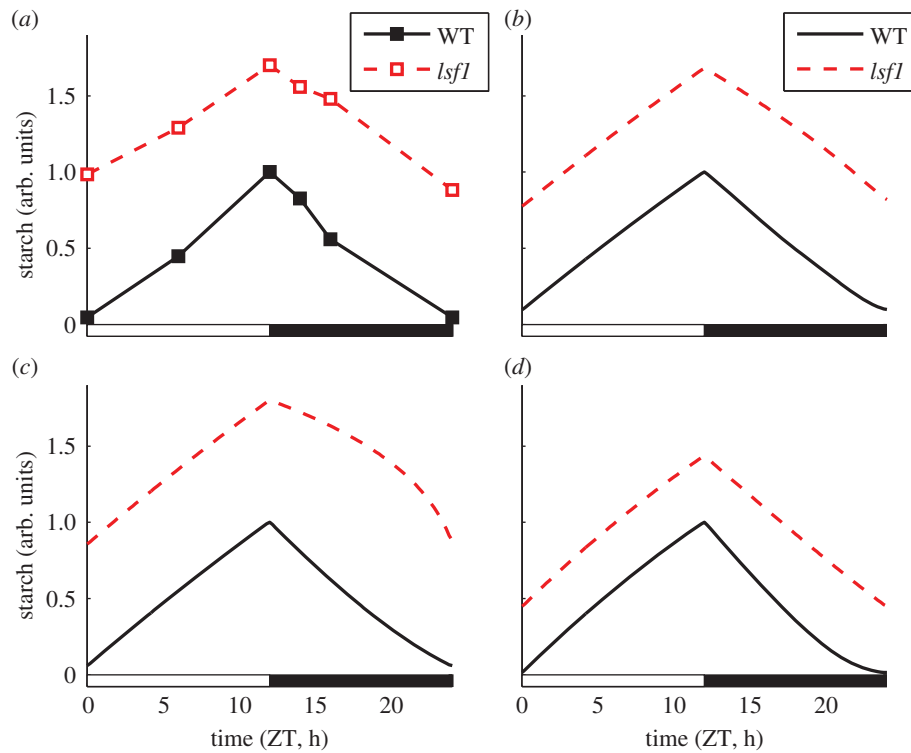 (a)
WT
lsf1
(b)
WT
lsf1
starch (arb. units)
1.5
1.0
0.5
0
(c)
(d)
starch (arb. units)
1.5
1.0
0.5
0
0
5
10
15
20
0
5
10
15
20
time (ZT, h)
time (ZT, h)